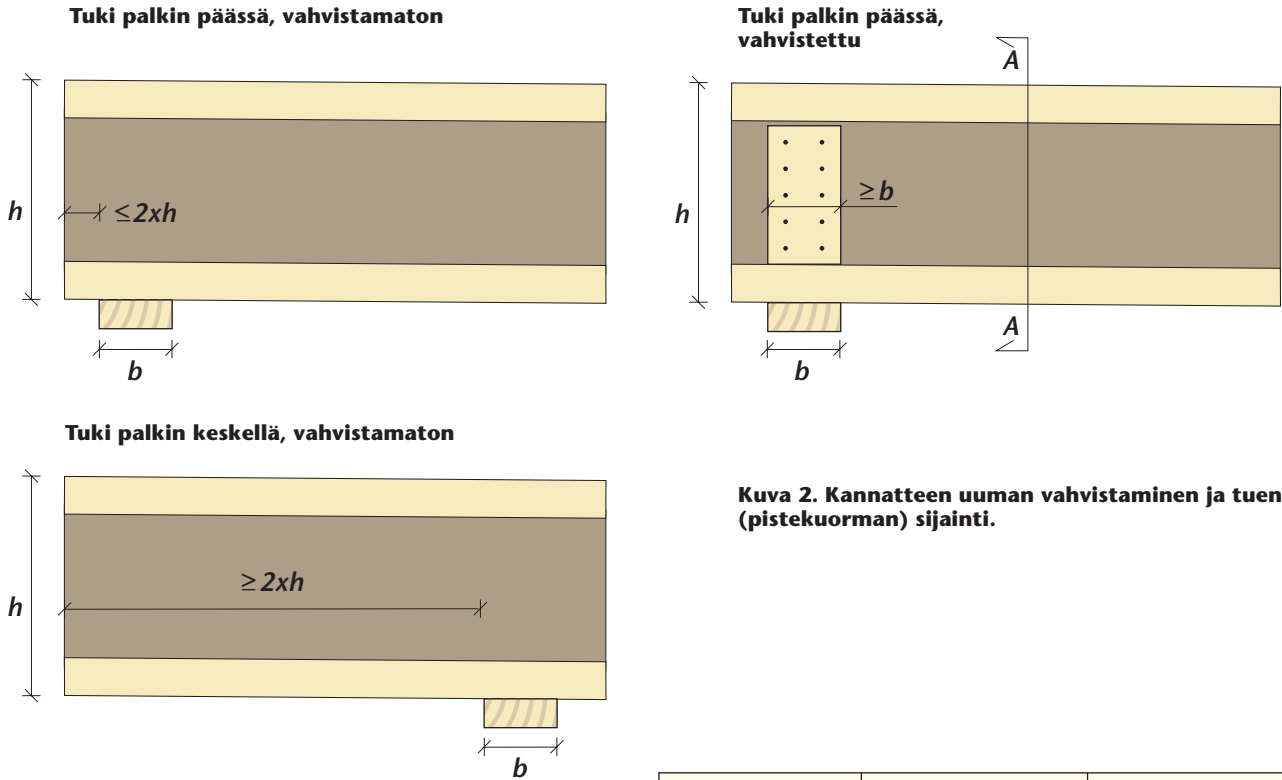 Tuki palkin päässä, vahvistamaton
h
≤2xh
b
Tuki palkin päässä,
vahvistettu
A
h
≥b
A
b
Tuki palkin keskellä, vahvistamaton
h
≥2xh
b
Kuva 2. Kannatteen uuman vahvistaminen ja tuen
(pistekuorman) sijainti.